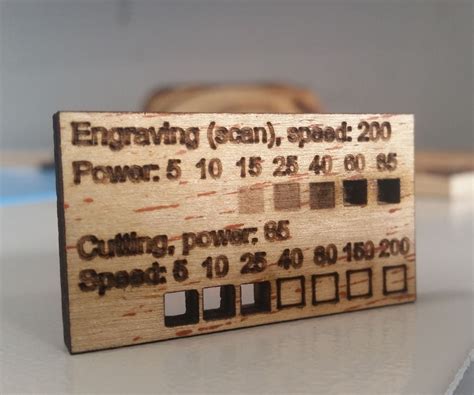 Engraving (scan), speed: 200
Power: 5 10 15 25 40 60 85
Cutting, power: 85
Speed: 5 10 25 40 80 150 200